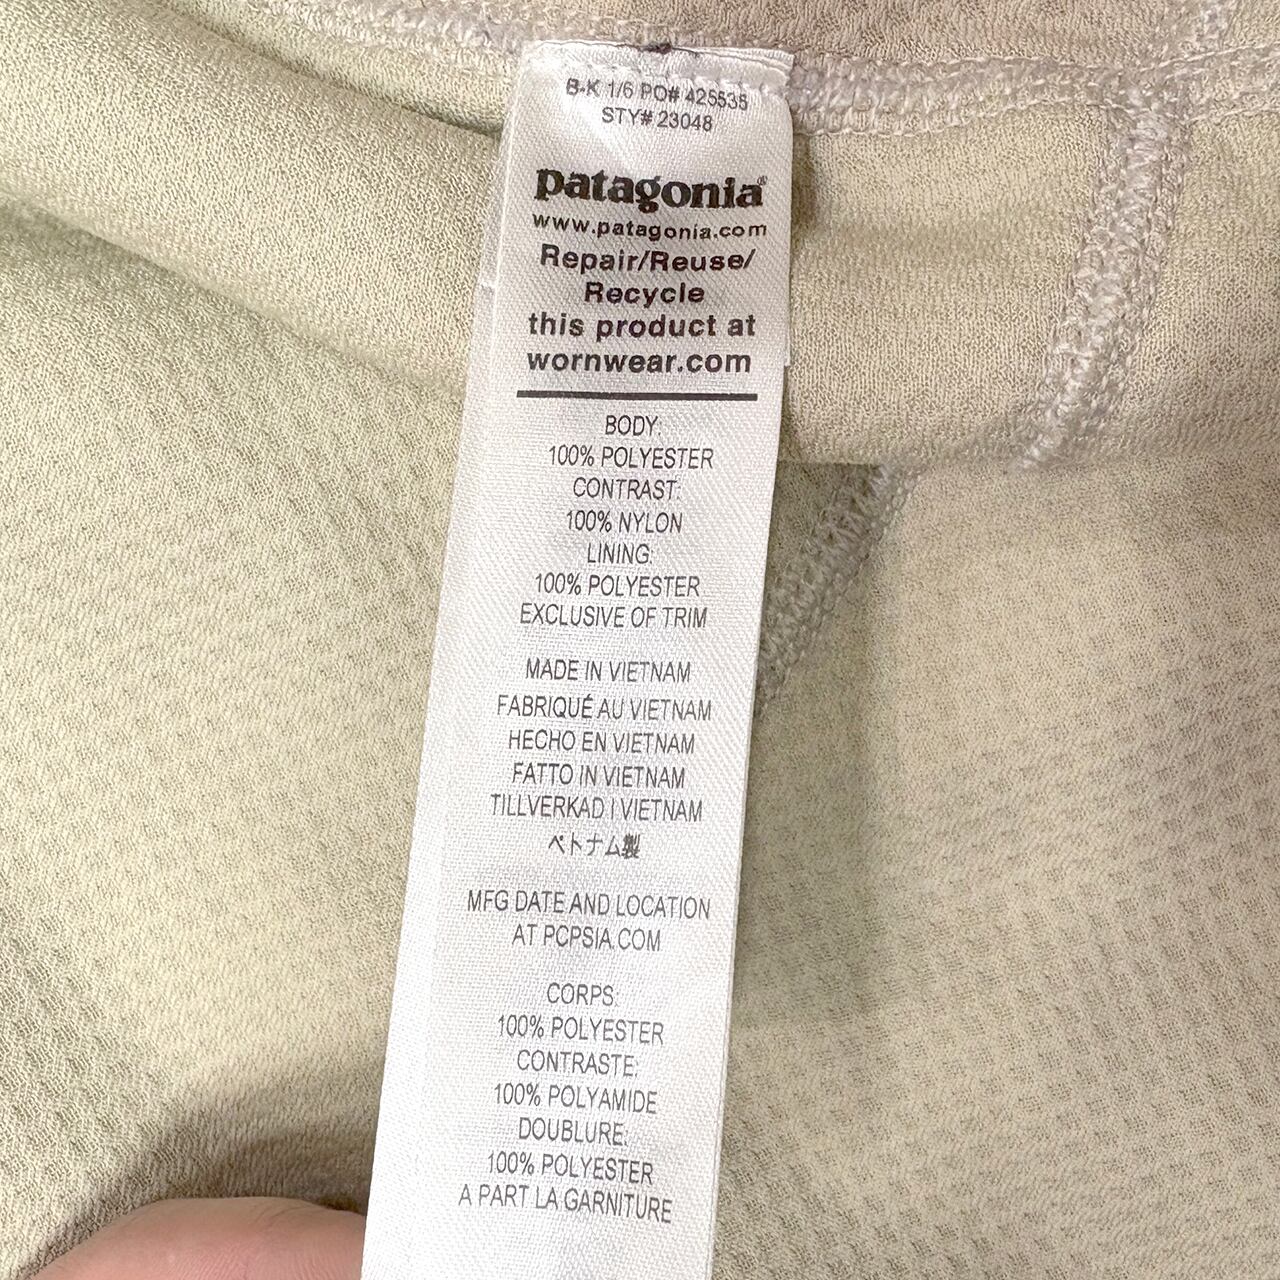 B-K 1/6 PO# 425535
STY# 23048
patagonia®
www.patagonia.com
Repair/Reuse/
Recycle
this product at
wornwear.com
BODY:
100% POLYESTER
CONTRAST:
100% NYLON
LINING:
100% POLYESTER
EXCLUSIVE OF TRIM
MADE IN VIETNAM
FABRIQUÉ AU VIETNAM
HECHO EN VIETNAM
FATTO IN VIETNAM
TILLVERKAD I VIETNAM
ベトナム製
MFG DATE AND LOCATION
AT PCPSIA.COM
CORPS:
100% POLYESTER
CONTRASTE:
100% POLYAMIDE
DOUBLURE:
100% POLYESTER
A PART LA GARNITURE